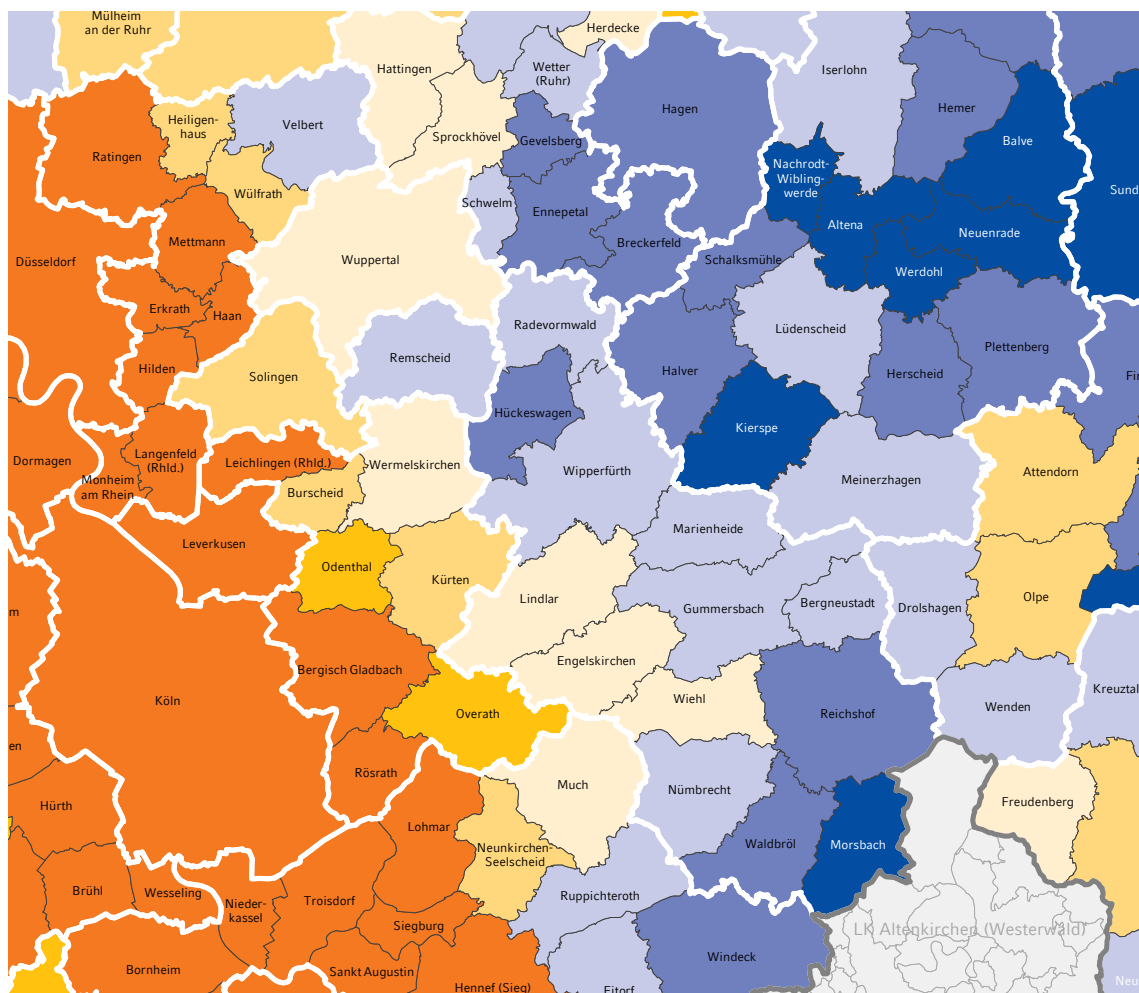 Mülheim
an der Ruhr
Hattingen
Herdecke
Wetter
(Ruhr)
Iserlohn
Hagen
Hemer
Heiligen-
haus
Velbert
Sprockhövel
Gevelsberg
Balve
Ratingen
Nachrodt-
Wibling-
werde
Sund
Wülfrath
Schwelm
Ennepetal
Altena
Neuenrade
Mettmann
Breckerfeld
Düsseldorf
Wuppertal
Schalksmühle
Werdohl
Erkrath
Haan
Radevormwald
Lüdenscheid
Plettenberg
Remscheid
Hilden
Solingen
Halver
Herscheid
Fin
Hückeswagen
Kierspe
Dormagen
Langenfeld
(Rhld.)
Leichlingen (Rhld.)
Wermelskirchen
Wipperfürth
Attendorn
Monheim
am Rhein
Burscheid
Meinerzhagen
Marienheide
Leverkusen
Odenthal
Kürten
Lindlar
Gummersbach
Bergneustadt
Drolshagen
Olpe
m
Bergisch Gladbach
Engelskirchen
Köln
Wiehl
Kreuztal
Overath
Reichshof
Wenden
en
Rösrath
Much
Nümbrecht
Hürth
Freudenberg
Lohmar
Neunkirchen-
Seelscheid
Waldbröl
Morsbach
Brühl
Wesseling
Troisdorf
Ruppichteroth
Nieder-
kassel
Siegburg
LK Altenkirchen (Westerwald)
Windeck
Bornheim
Sankt Augustin
Hennef (Sieg)
Eitorf
Neu